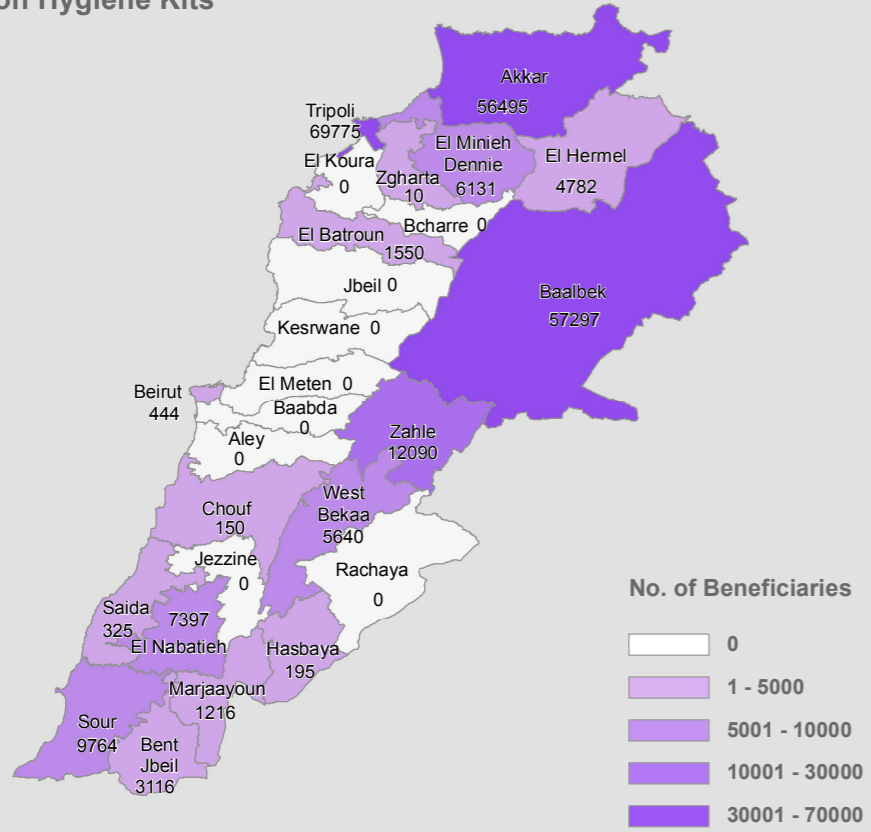 on Hygiene Kits
Akkar
56495
Tripoli
69775
El Minieh
Dennie
6131
El Hermel
4782
El Koura
0
Zgharta
10
Bcharre 0
El Batroun
1550
Jbeil 0
Baalbek
57297
Kesrwane 0
El Meten 0
Beirut
444
Baabda
0
Aley
0
Zahle
12090
West
Bekaa
5640
Chouf
150
Jezzine
0
Rachaya
0
Saida
325
7397
El Nabatieh
Hasbaya
195
Marjaayoun
1216
Sour
9764
Bent
Jbeil
3116
No. of Beneficiaries
0
1 - 5000
5001 - 10000
10001 - 30000
30001 - 70000